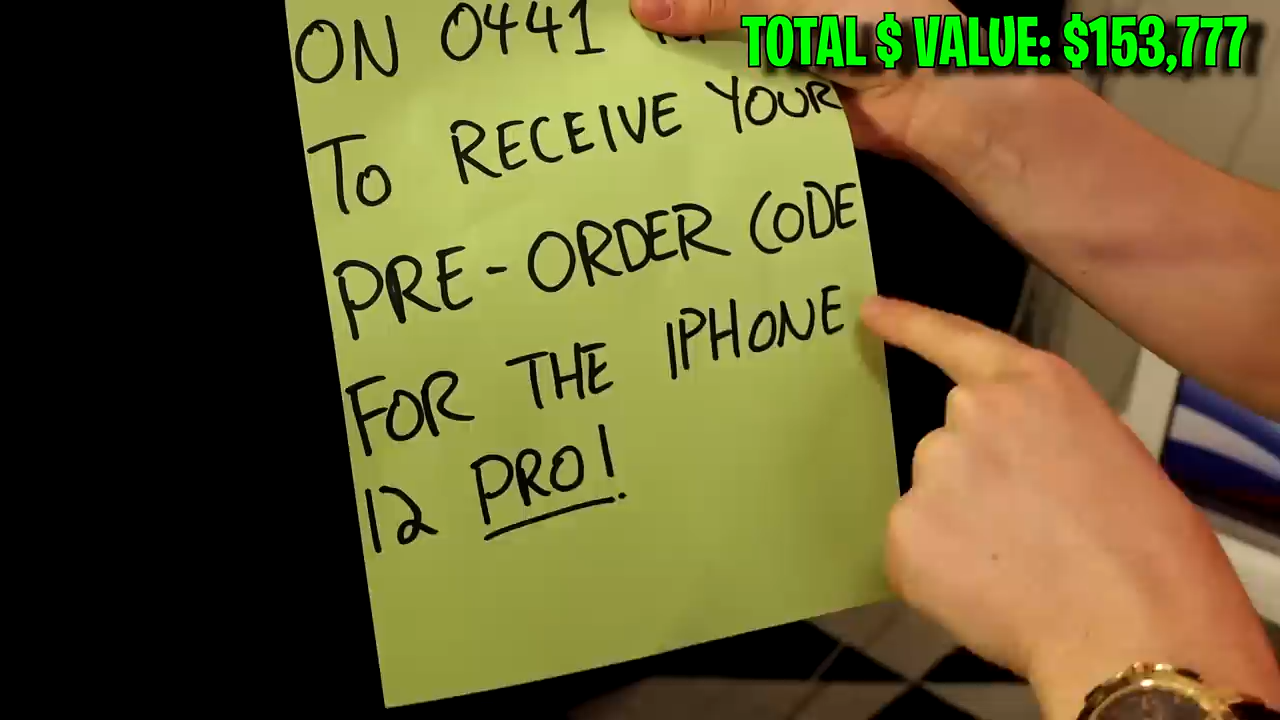 TOTAL $ VALUE: $153,777
ON 0441
TO RECEIVE YOUR
PRE-ORDER CODE
FOR THE IPHONE
12 PRO!